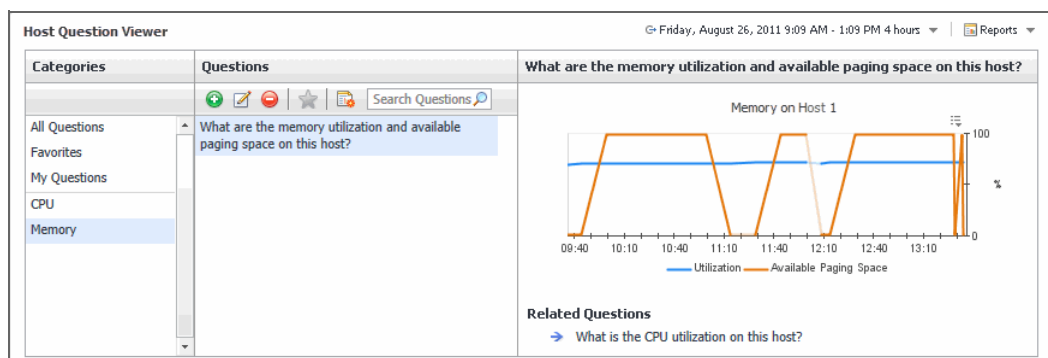 Host Question Viewer
Friday, August 26, 2011 9:09 AM - 1:09 PM 4 hours
Reports
Categories
Questions
What are the memory utilization and available paging space on this host?
Search Questions
All Questions
Favorites
My Questions
CPU
Memory
What are the memory utilization and available
paging space on this host?
Memory on Host 1
100
%
0
09:40 10:10 10:40 11:10 11:40 12:10 12:40 13:10
Utilization Available Paging Space
Related Questions
What is the CPU utilization on this host?